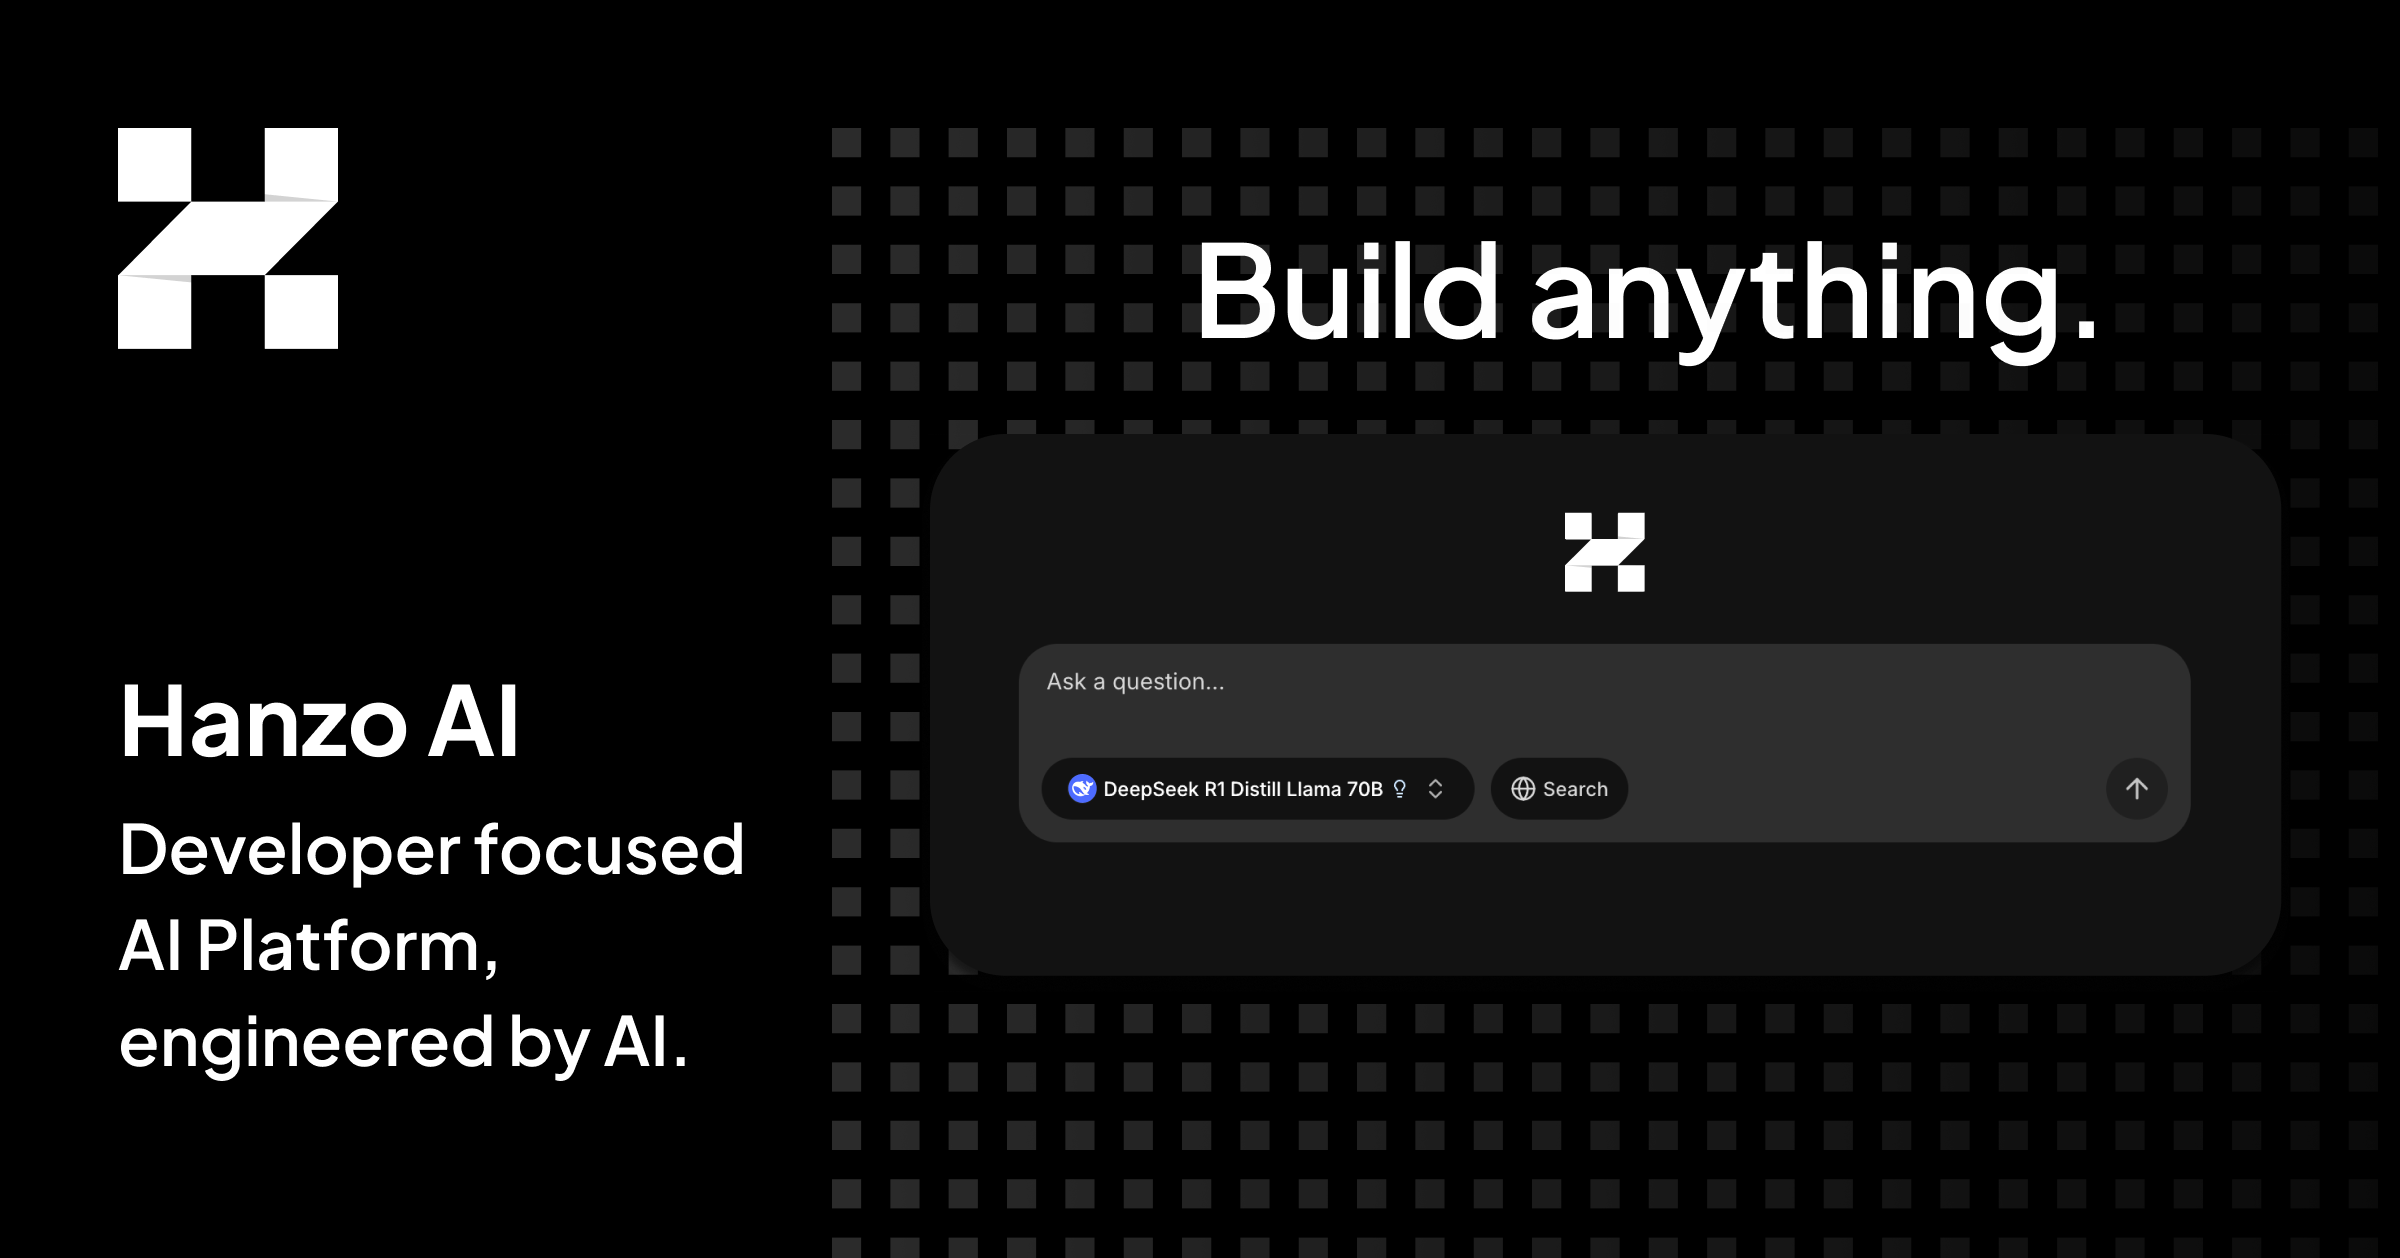 Hanzo AI
Developer focused
AI Platform,
engineered by AI.
Build anything.
Ask a question...
DeepSeek R1 Distill Llama 70B
Search